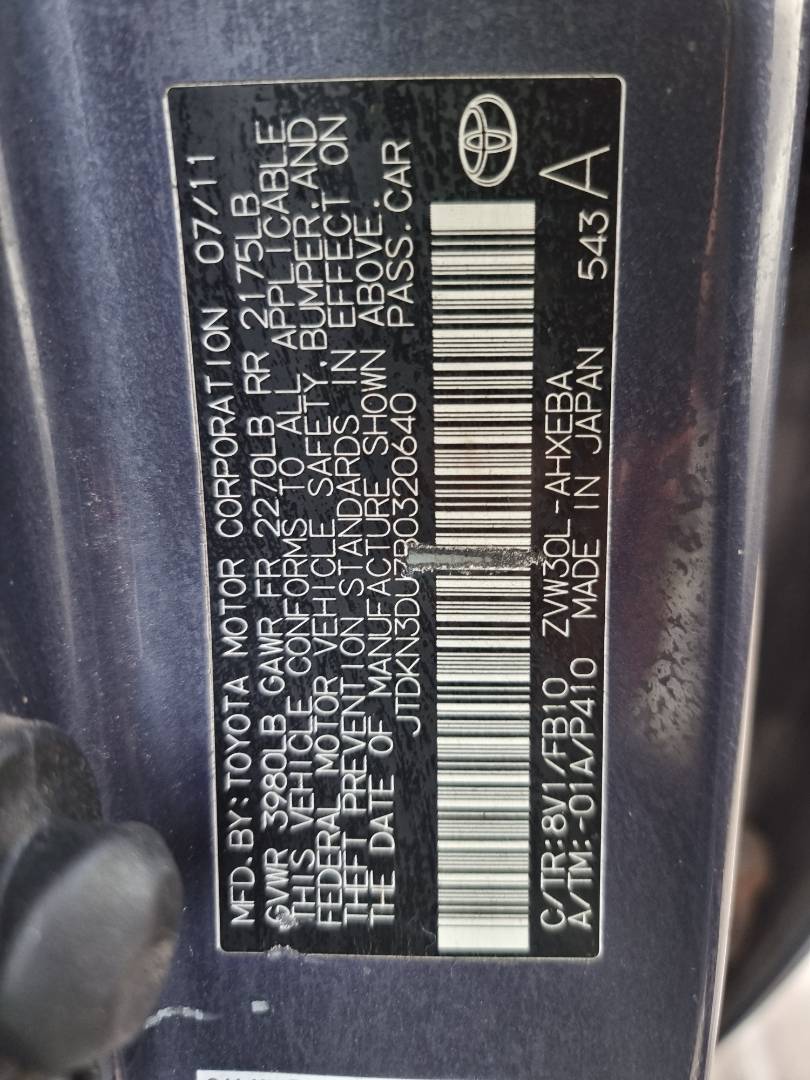 MFD.BY:TOYOTA MOTOR CORPORATION 07/11
GVWR 3980LB GAWR FR 2270LB RR 2175LB
THIS VEHICLE CONFORMS TO ALL APPLICABLE
FEDERAL MOTOR VEHICLE SAFETY,BUMPER,AND
THEFT PREVENTION STANDARDS IN EFFECT ON
THE DATE OF MANUFACTURE SHOWN ABOVE.
JTDKN3DU7B0320640 PASS.CAR
C/TR:8V1/FB10 ZVW30L-AHXEBA
A/TM:-01A/P410 MADE IN JAPAN 543 A